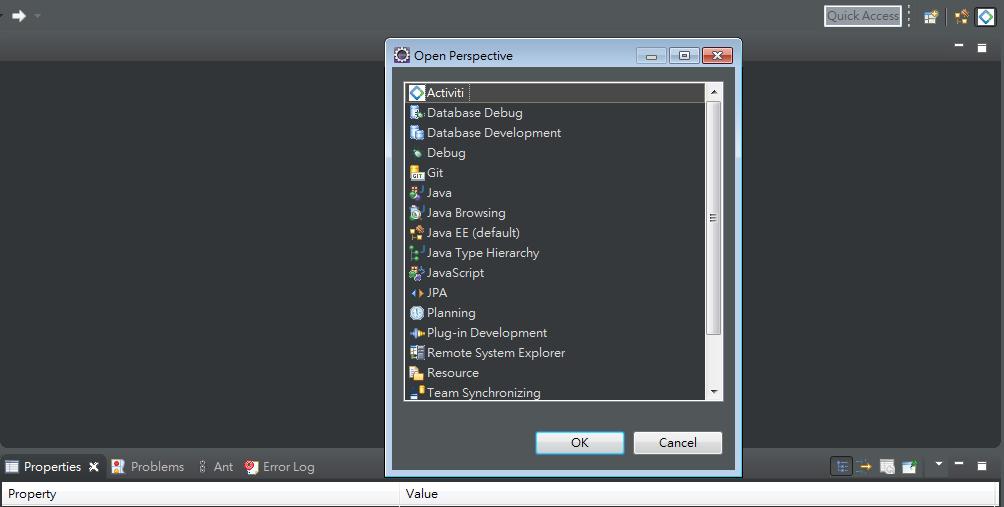 Quick Access
Open Perspective
Activiti
Database Debug
Database Development
Debug
Git
Java
Java Browsing
Java EE (default)
Java Type Hierarchy
JavaScript
JPA
Planning
Plug-in Development
Remote System Explorer
Resource
Team Synchronizing
OK Cancel
Properties Problems Ant Error Log
Property Value